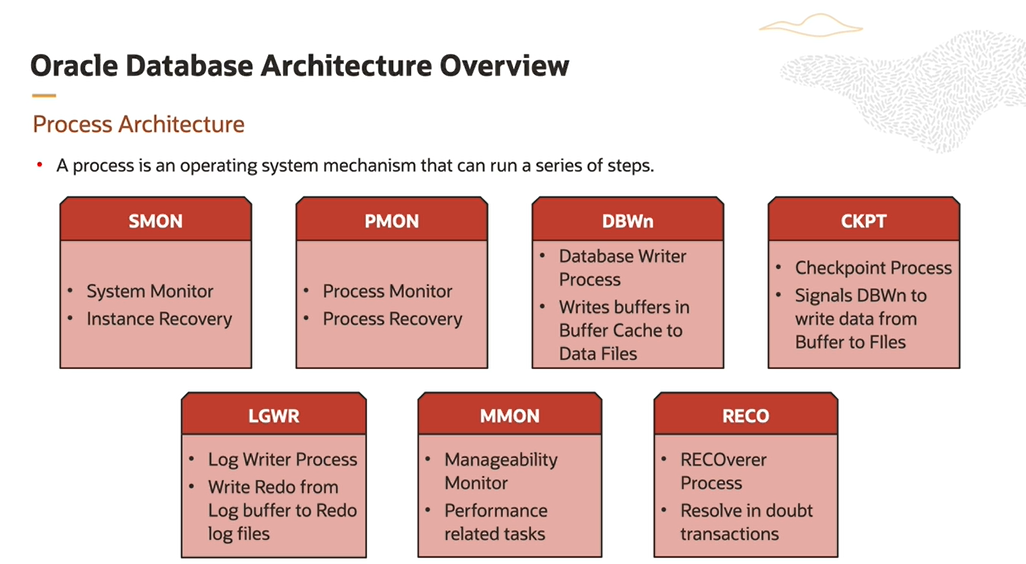 Oracle Database Architecture Overview
Process Architecture
• A process is an operating system mechanism that can run a series of steps.
SMON
• System Monitor
• Instance Recovery
PMON
• Process Monitor
• Process Recovery
DBWn
• Database Writer
Process
• Writes buffers in
Buffer Cache to
Data Files
CKPT
• Checkpoint Process
• Signals DBWn to
write data from
Buffer to FIles
LGWR
• Log Writer Process
• Write Redo from
Log buffer to Redo
log files
MMON
• Manageability
Monitor
• Performance
related tasks
RECO
• RECOverer
Process
• Resolve in doubt
transactions